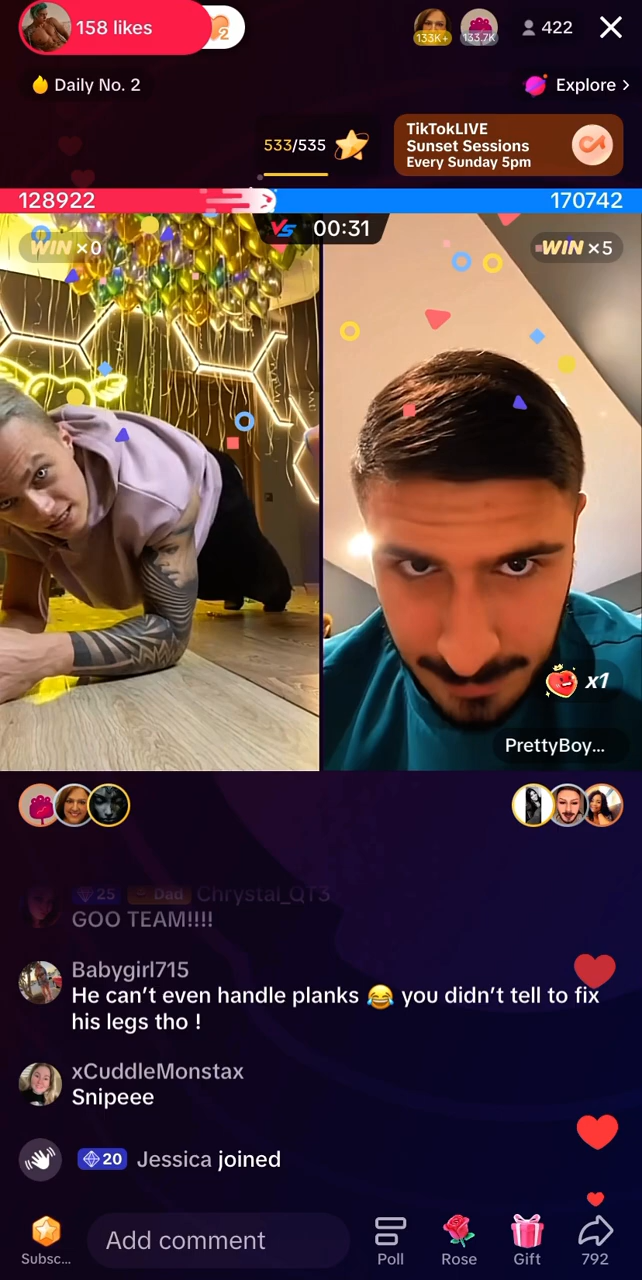 158 likes
2
133K+
133.7K
422
Daily No. 2
Explore >
533/535
TikTokLIVE
Sunset Sessions
Every Sunday 5pm
128922
170742
VS 00:31
WIN ×0
WIN ×5
x1
PrettyBoy...
25 Dad Chrystal_QT3
GOO TEAM!!!!
Babygirl715
He can't even handle planks 😂 you didn't tell to fix
his legs tho !
xCuddleMonstax
Snipeee
20 Jessica joined
Subsc...
Add comment
Poll
Rose
Gift
792